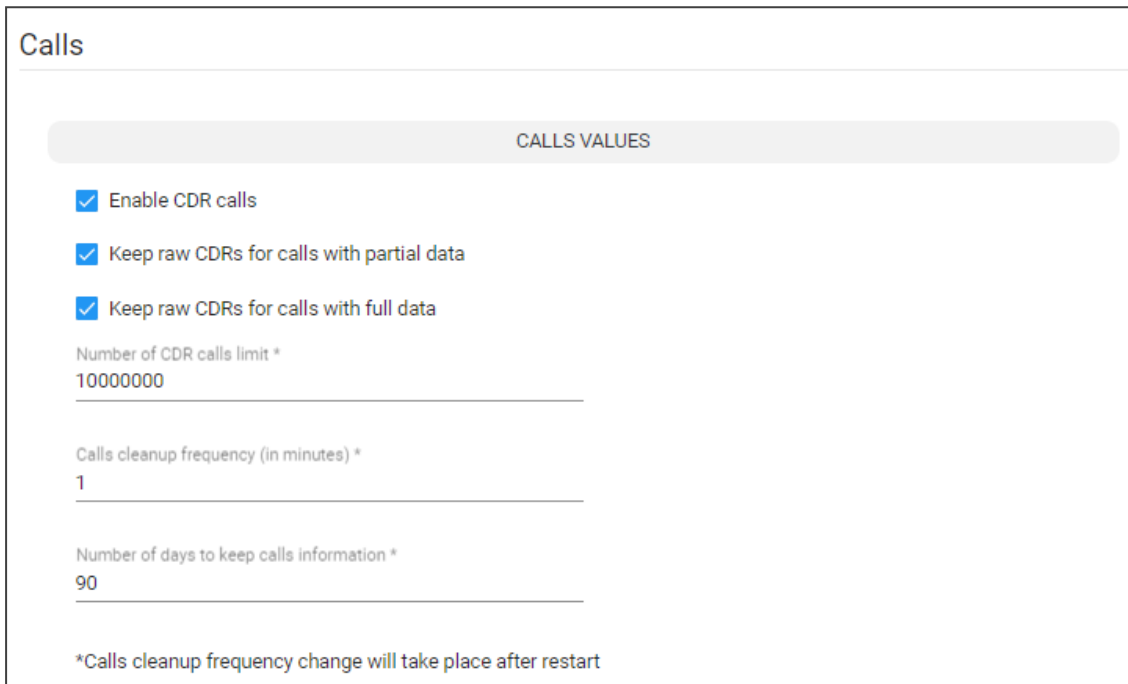 Calls
CALLS VALUES
Enable CDR calls
Keep raw CDRs for calls with partial data
Keep raw CDRs for calls with full data
Number of CDR calls limit *
10000000
Calls cleanup frequency (in minutes) *
1
Number of days to keep calls information *
90
*Calls cleanup frequency change will take place after restart